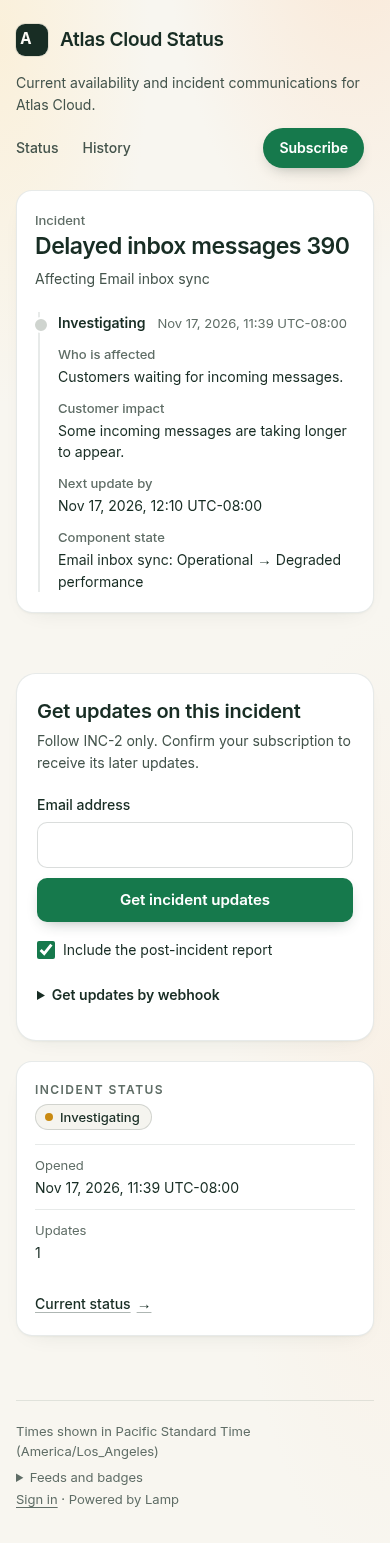 A Atlas Cloud Status
Current availability and incident communications for
Atlas Cloud.
Status History Subscribe
Incident
Delayed inbox messages 390
Affecting Email inbox sync
Investigating Nov 17, 2026, 11:39 UTC-08:00
Who is affected
Customers waiting for incoming messages.
Customer impact
Some incoming messages are taking longer
to appear.
Next update by
Nov 17, 2026, 12:10 UTC-08:00
Component state
Email inbox sync: Operational → Degraded
performance
Get updates on this incident
Follow INC-2 only. Confirm your subscription to
receive its later updates.
Email address
Get incident updates
Include the post-incident report
Get updates by webhook
INCIDENT STATUS
Investigating
Opened
Nov 17, 2026, 11:39 UTC-08:00
Updates
1
Current status →
Times shown in Pacific Standard Time
(America/Los_Angeles)
Feeds and badges
Sign in · Powered by Lamp